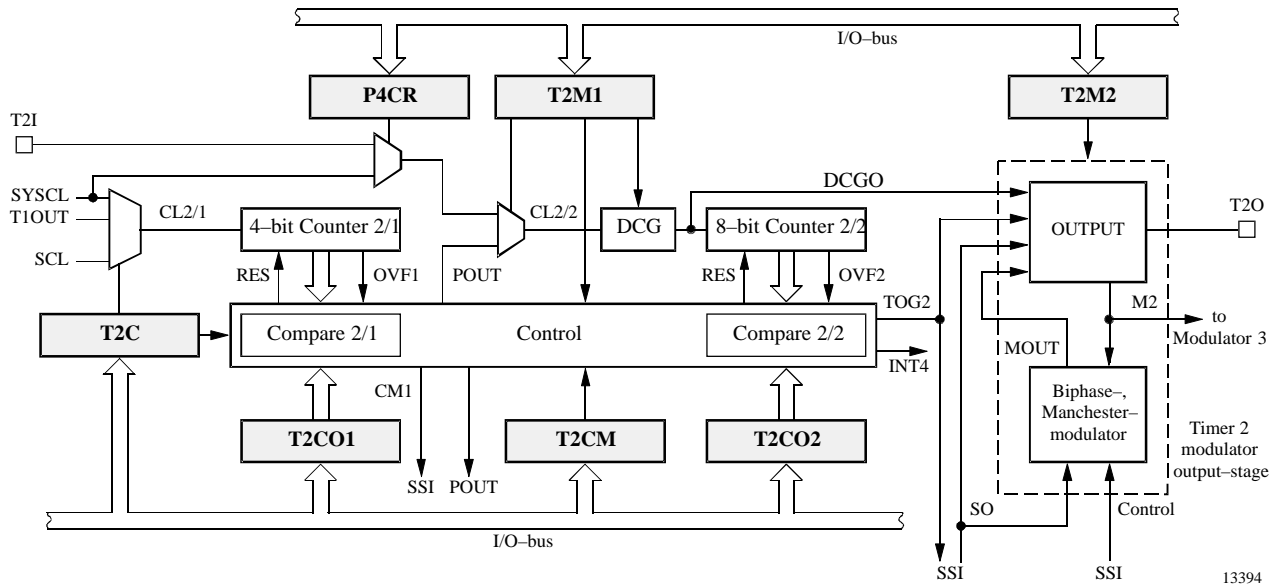 I/O–bus
P4CR
T2M1
T2M2
T2I
DCGO
SYSCL
T1OUT
SCL
CL2/1
4–bit Counter 2/1
CL2/2
DCG
8–bit Counter 2/2
OUTPUT
T2O
RES
OVF1
POUT
RES
OVF2
TOG2
M2
to
Modulator 3
T2C
Compare 2/1
Control
Compare 2/2
INT4
MOUT
CM1
Biphase–,
Manchester–
modulator
T2CO1
T2CM
T2CO2
Timer 2
modulator
output–stage
SSI
POUT
SO
Control
I/O–bus
SSI
SSI
13394